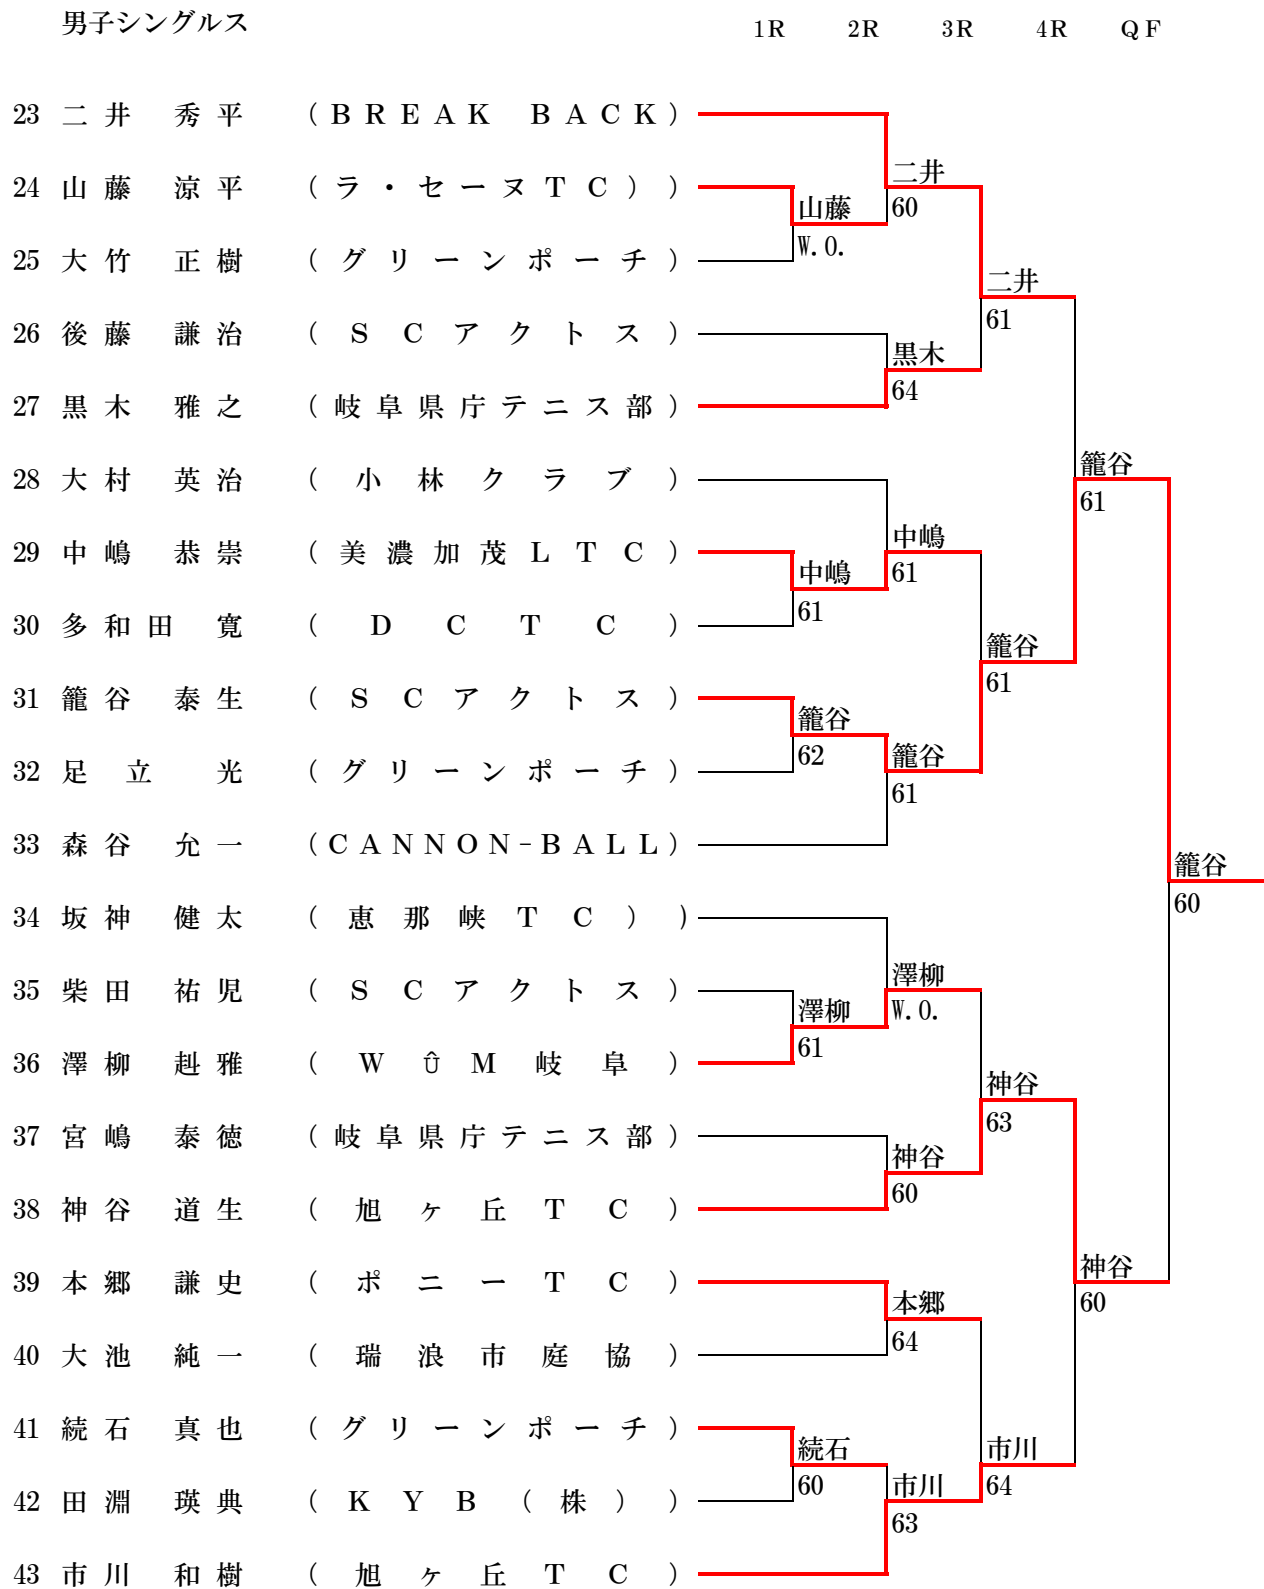 男子シングルス 1R 2R 3R 4R QF
23 二井 秀平 (BREAK BACK)
二井
24 山藤 涼平 (ラ・セーヌTC))
山藤 60
25 大竹 正樹 (グリーンポーチ)
W.O.
二井
26 後藤 謙治 (SCアクトス)
61
黒木
27 黒木 雅之 (岐阜県庁テニス部)
64
籠谷
28 大村 英治 (小林クラブ)
61
中嶋
29 中嶋 恭崇 (美濃加茂LTC)
中嶋 61
30 多和田 寛 (DCTC)
61
籠谷
31 籠谷 泰生 (SCアクトス)
61
籠谷
32 足立 光 (グリーンポーチ)
62 籠谷
61
33 森谷 允一 (CANNON-BALL)
籠谷
60
34 坂神 健太 (恵那峡TC))
澤柳
35 柴田 祐児 (SCアクトス)
澤柳 W.O.
36 澤柳 赳雅 (WÛM岐阜)
61
神谷
37 宮嶋 泰徳 (岐阜県庁テニス部)
63
神谷
38 神谷 道生 (旭ヶ丘TC)
60
神谷
39 本郷 謙史 (ポニーTC)
本郷 60
40 大池 純一 (瑞浪市庭協)
64
41 続石 真也 (グリーンポーチ)
続石 市川
42 田淵 瑛典 (KYB(株))
60 市川 64
63
43 市川 和樹 (旭ヶ丘TC)